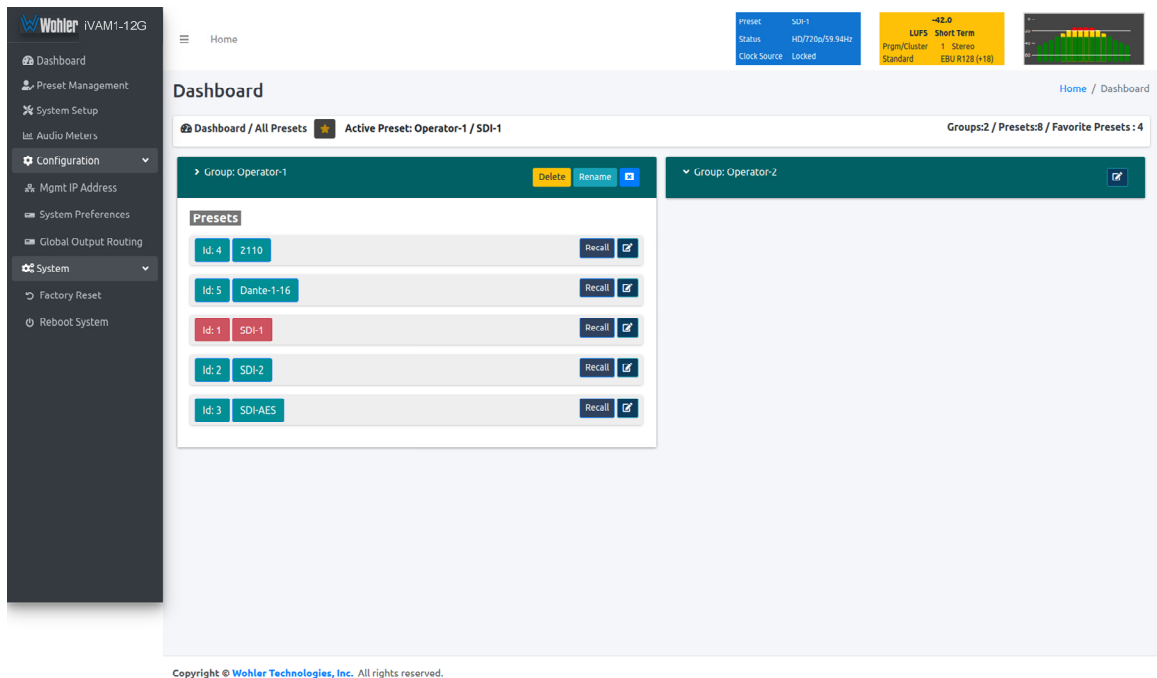 Wohler iVAM1-12G
Dashboard
Preset Management
System Setup
Audio Meters
Configuration
Mgmt IP Address
System Preferences
Global Output Routing
System
Factory Reset
Reboot System
Home
Preset SDI-1
Status HD/720p/59.94Hz
Clock Source Locked
-42.0
LUFS Short Term
Prgm/Cluster 1 Stereo
Standard EBU R128 (+18)
Dashboard
Home / Dashboard
Dashboard / All Presets Active Preset: Operator-1 / SDI-1
Groups:2 / Presets:8 / Favorite Presets : 4
Group: Operator-1 Delete Rename
Presets
Id: 4 2110 Recall
Id: 5 Dante-1-16 Recall
Id: 1 SDI-1 Recall
Id: 2 SDI-2 Recall
Id: 3 SDI-AES Recall
Group: Operator-2
Copyright © Wohler Technologies, Inc. All rights reserved.